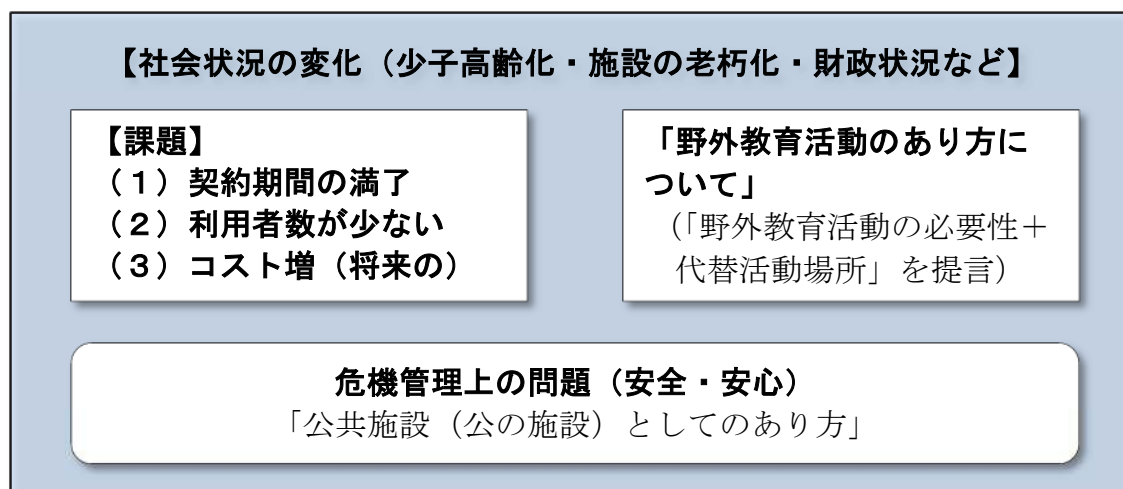 【社会状況の変化（少子高齢化・施設の老朽化・財政状況など】
【課題】
（１）契約期間の満了
（２）利用者数が少ない
（３）コスト増（将来の）
「野外教育活動のあり方に
ついて」
（「野外教育活動の必要性＋
代替活動場所」を提言）
危機管理上の問題（安全・安心）
「公共施設（公の施設）としてのあり方」